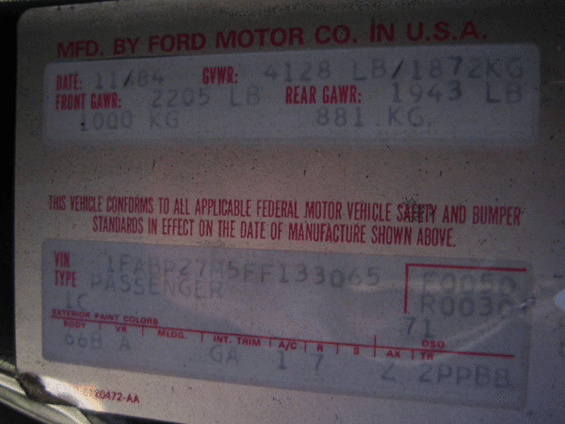 MFD. BY FORD MOTOR CO. IN U.S.A.
DATE: 11/84 GVWR: 4128 LB/1872KG
FRONT GAWR: 2205 LB REAR GAWR: 1943 LB
1000 KG 881 KG
THIS VEHICLE CONFORMS TO ALL APPLICABLE FEDERAL MOTOR VEHICLE SAFETY AND BUMPER
STANDARDS IN EFFECT ON THE DATE OF MANUFACTURE SHOWN ABOVE.
VIN 1FABP27M5FF133065 F0050
TYPE PASSENGER
1C 71
EXTERIOR PAINT COLORS DSO
BODY VR MLDG. INT. TRIM A/C R S AX TR
66B A GA 1 7 Z 2PPBB